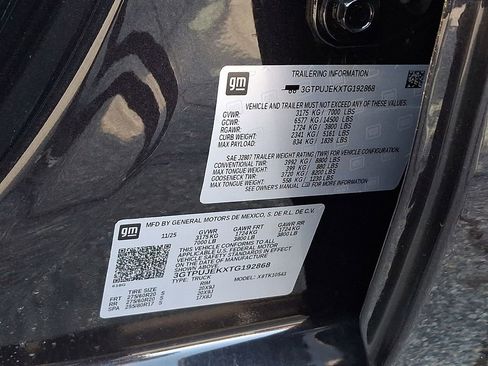 gm
TRAILERING INFORMATION
3GTPUJEKXTG192868
VEHICLE AND TRAILER MUST NOT EXCEED ANY OF THESE VALUES:
GVWR: 3175 KG / 7000 LBS
GCWR: 6577 KG / 14500 LBS
RGAWR: 1724 KG / 3800 LBS
CURB WEIGHT: 2341 KG / 5161 LBS
MAX PAYLOAD: 834 KG / 1839 LBS
SAE J2807 TRAILER WEIGHT RATING (TWR) PER VEHICLE CONFIGURATION:
CONVENTIONAL TWR: 3992 KG / 8800 LBS
MAX TONGUE WEIGHT: 399 KG / 880 LBS
GOOSENECK TWR: 3720 KG / 8200 LBS
MAX TONGUE WEIGHT: 558 KG / 1230 LBS
SEE OWNER'S MANUAL FOR ADDITIONAL INFO
gm
MFD BY GENERAL MOTORS DE MEXICO, S. DE R.L. DE C.V.
11/25 GVWR GAWR FRT GAWR RR
3175 KG 1724 KG 1724 KG
7000 LB 3800 LB 3800 LB
THIS VEHICLE CONFORMS TO ALL
APPLICABLE U.S. FEDERAL MOTOR
VEHICLE SAFETY STANDARDS IN
EFFECT ON THE DATE OF
MANUFACTURE SHOWN ABOVE.
3GTPUJEKXTG192868
TYPE: TRUCK MODEL: X8TK10543
TIRE SIZE RIM
FRT 275/60R20 S 20X9J
RR 275/60R20 S 20X9J
SPA 255/80R17 S 17X8J